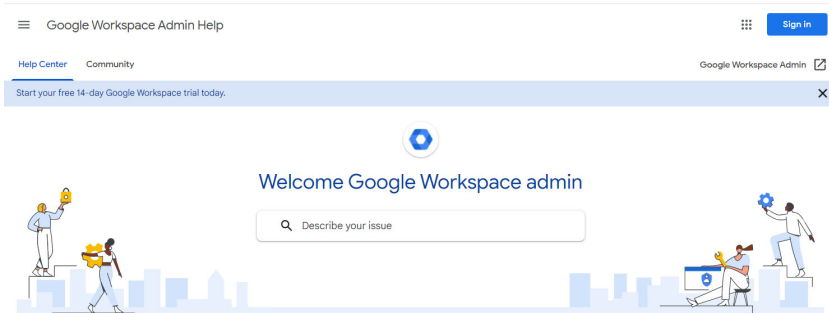 Google Workspace Admin Help
Sign in
Help Center Community
Google Workspace Admin
Start your free 14-day Google Workspace trial today.
Welcome Google Workspace admin
Describe your issue